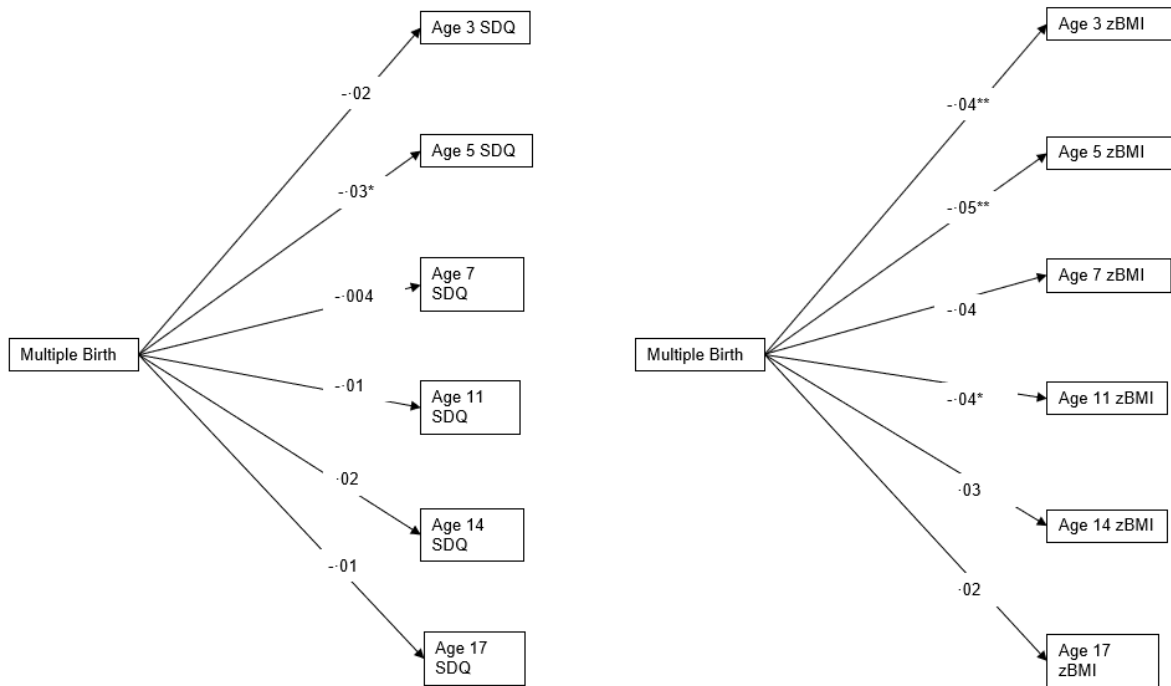 Age 3 SDQ
-·02
Age 5 SDQ
-·03*
Age 7
SDQ
-·004
Multiple Birth
-·01
Age 11
SDQ
·02
Age 14
SDQ
-·01
Age 17
SDQ
Age 3 zBMI
-·04**
Age 5 zBMI
-·05**
Age 7 zBMI
-·04
Multiple Birth
-·04*
Age 11 zBMI
·03
Age 14 zBMI
·02
Age 17
zBMI